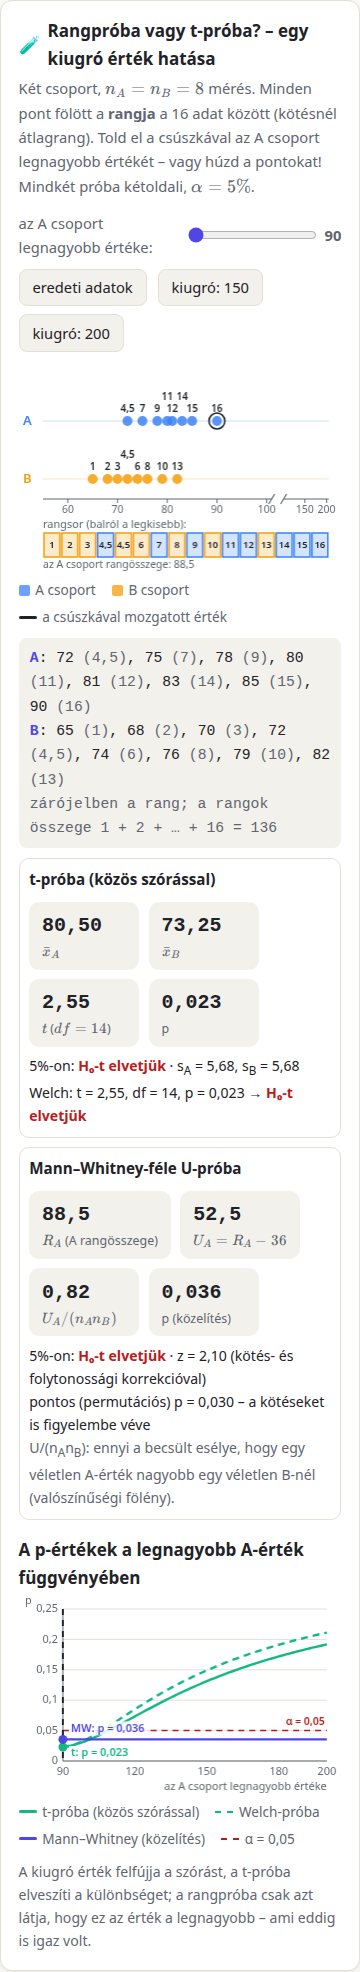 Rangpróba vagy t-próba? – egy
kiugró érték hatása
Két csoport, n_A = n_B = 8 mérés. Minden
pont fölött a rangja a 16 adat között (kötésnél
átlagrang). Told el a csúszkával az A csoport
legnagyobb értékét – vagy húzd a pontokat!
Mindkét próba kétoldali, α = 5%.
az A csoport
legnagyobb értéke:
90
eredeti adatok
kiugró: 150
kiugró: 200
11 14
4,5 7 9 12 15 16
A
4,5
1 2 3 6 8 10 13
B
60 70 80 90 100 150 200
rangsor (balról a legkisebb):
1 2 3 4,5 4,5 6 7 8 9 10 11 12 13 14 15 16
az A csoport rangösszege: 88,5
A csoport B csoport
a csúszkával mozgatott érték
A: 72 (4,5), 75 (7), 78 (9), 80
(11), 81 (12), 83 (14), 85 (15),
90 (16)
B: 65 (1), 68 (2), 70 (3), 72
(4,5), 74 (6), 76 (8), 79 (10), 82
(13)
zárójelben a rang; a rangok
összege 1 + 2 + … + 16 = 136
t-próba (közös szórással)
80,50
x̄_A
73,25
x̄_B
2,55
t (df = 14)
0,023
p
5%-on: H₀-t elvetjük · s_A = 5,68, s_B = 5,68
Welch: t = 2,55, df = 14, p = 0,023 → H₀-t
elvetjük
Mann–Whitney-féle U-próba
88,5
R_A (A rangösszege)
52,5
U_A = R_A − 36
0,82
U_A/(n_A n_B)
0,036
p (közelítés)
5%-on: H₀-t elvetjük · z = 2,10 (kötés- és
folytonossági korrekcióval)
pontos (permutációs) p = 0,030 – a kötéseket
is figyelembe véve
U/(n_A n_B): ennyi a becsült esélye, hogy egy
véletlen A-érték nagyobb egy véletlen B-nél
(valószínűségi fölény).
A p-értékek a legnagyobb A-érték
függvényében
p
0,25
0,2
0,15
0,1
0,05
0
α = 0,05
MW: p = 0,036
t: p = 0,023
90 120 150 180 200
az A csoport legnagyobb értéke
t-próba (közös szórással) Welch-próba
Mann–Whitney (közelítés) α = 0,05
A kiugró érték felfújja a szórást, a t-próba
elveszíti a különbséget; a rangpróba csak azt
látja, hogy ez az érték a legnagyobb – ami eddig
is igaz volt.